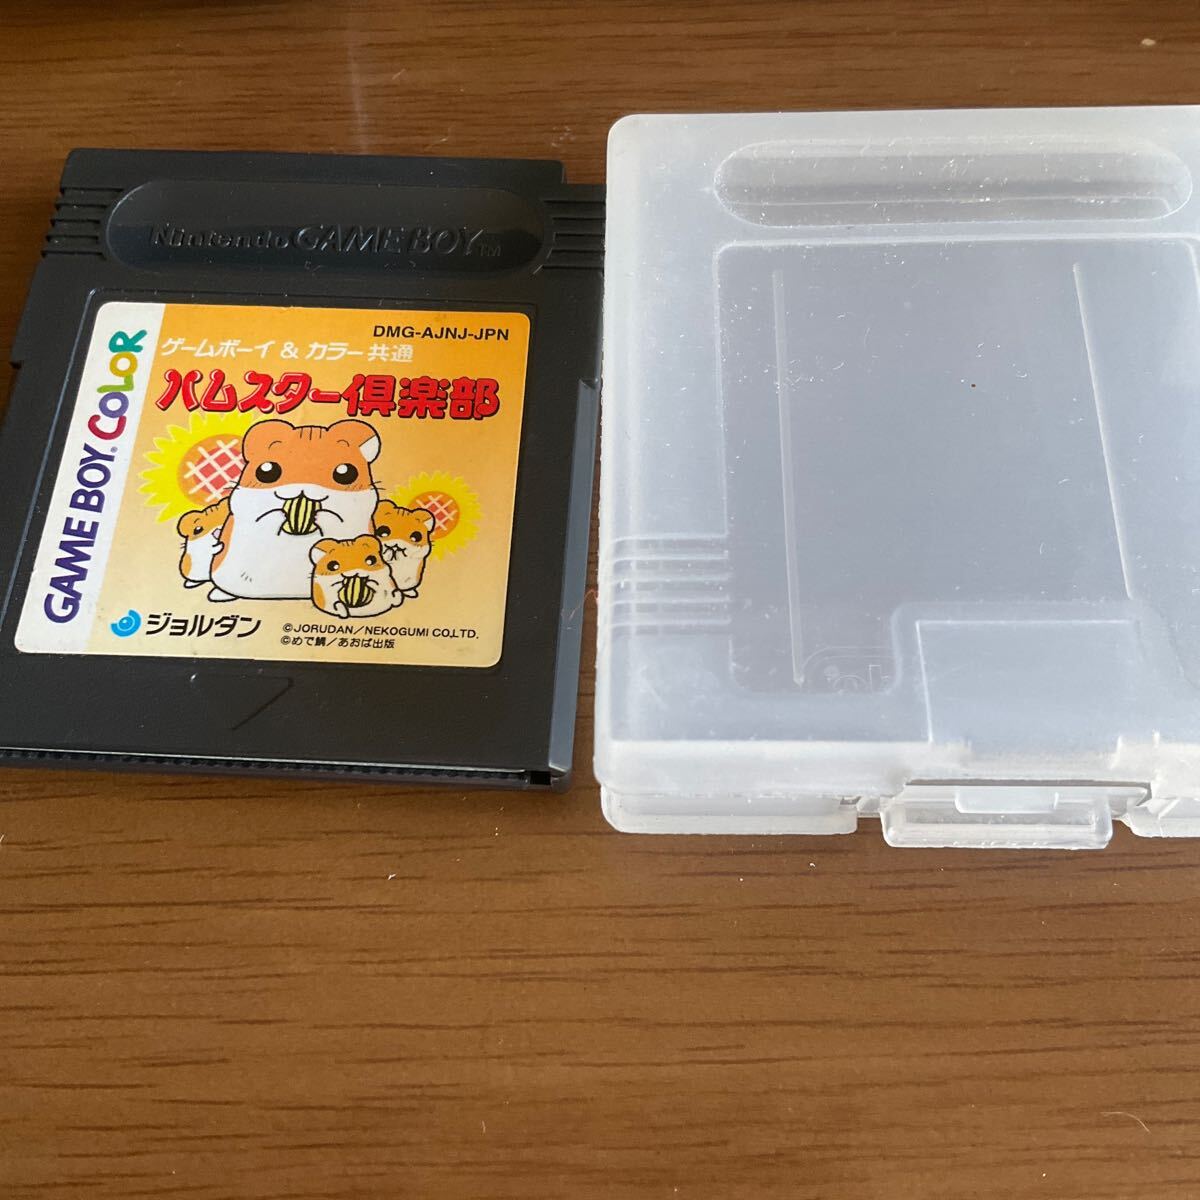 Nintendo GAME BOY™
DMG-AJNJ-JPN
ゲームボーイ & カラー共通
ハムスター倶楽部
GAME BOY COLOR
ジョルダン
©JORUDAN/NEKOGUMI CO.,LTD.
©めで鯛/あおば出版